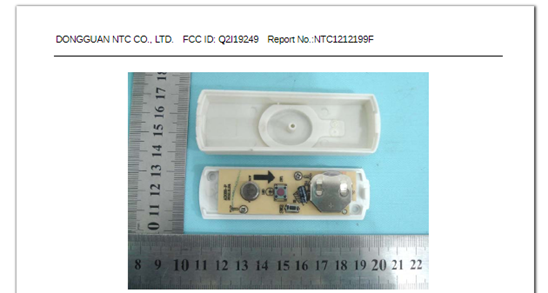 DONGGUAN NTC CO., LTD. FCC ID: Q2I19249 Report No.:NTC1212199F
0 11 12 13 14 15 16 17 18
8 9 10 11 12 13 14 15 16 17 18 19 20 21 22